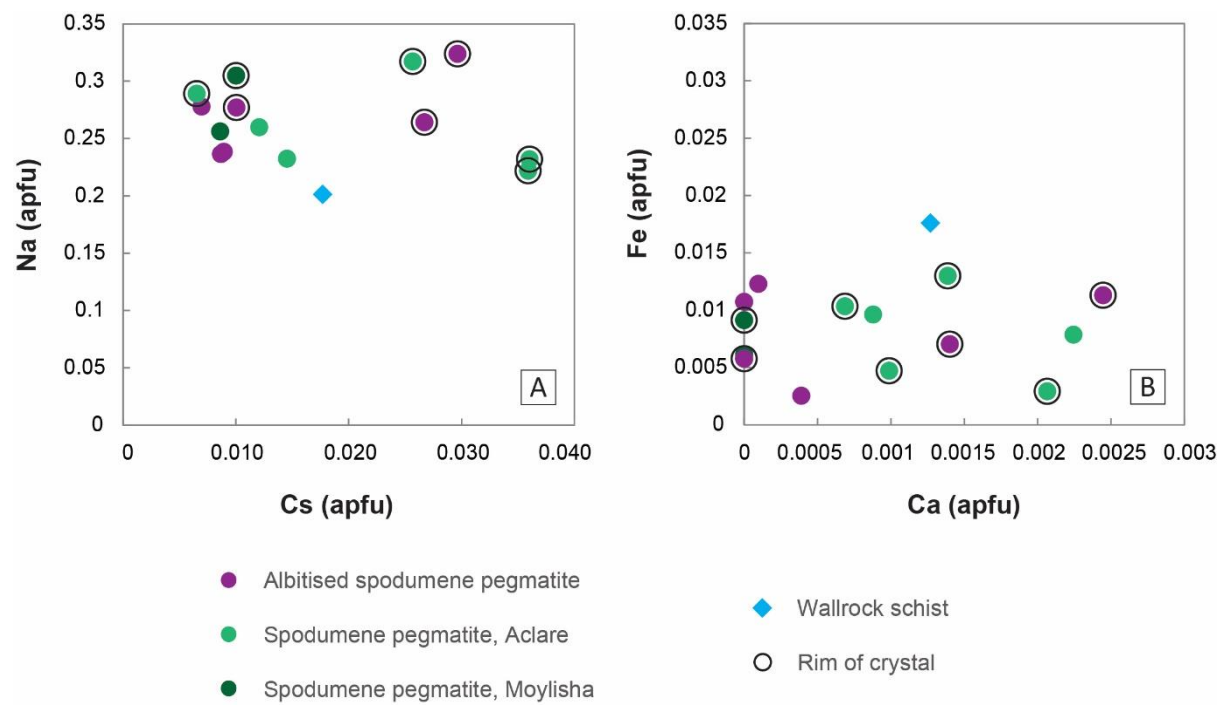 0.35
0.3
0.25
0.2
0.15
0.1
0.05
0
Na (apfu)
A
0 0.010 0.020 0.030 0.040
Cs (apfu)
0.035
0.03
0.025
0.02
0.015
0.01
0.005
0
Fe (apfu)
B
0 0.0005 0.001 0.0015 0.002 0.0025 0.003
Ca (apfu)
Albitised spodumene pegmatite
Spodumene pegmatite, Aclare
Spodumene pegmatite, Moylisha
Wallrock schist
Rim of crystal